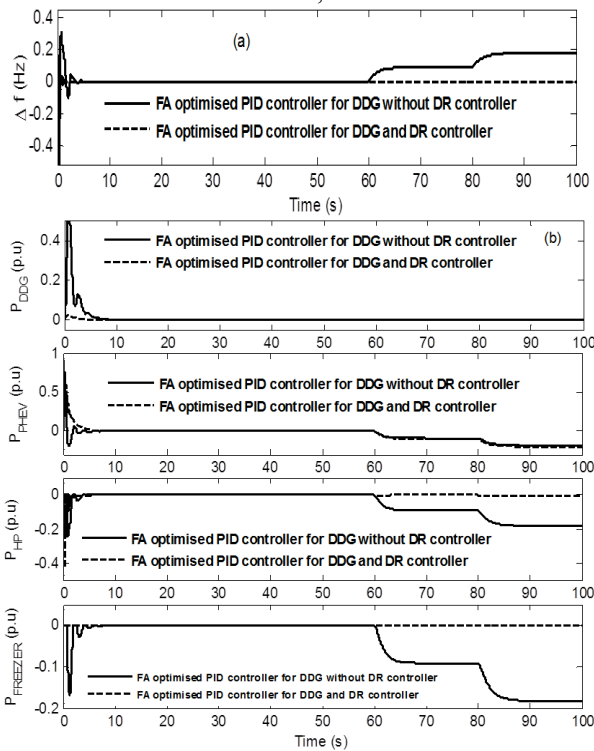 0.4
0.2
0
-0.2
-0.4
Δ f (Hz)
(a)
FA optimised PID controller for DDG without DR controller
FA optimised PID controller for DDG and DR controller
0 10 20 30 40 50 60 70 80 90 100
Time (s)
0.4
0.2
0
P_DDG (p.u)
FA optimised PID controller for DDG without DR controller
FA optimised PID controller for DDG and DR controller
(b)
0 10 20 30 40 50 60 70 80 90 100
1
0.5
0
P_PHEV (p.u)
FA optimised PID controller for DDG without DR controller
FA optimised PID controller for DDG and DR controller
0 10 20 30 40 50 60 70 80 90 100
0
-0.2
-0.4
P_HP (p.u)
FA optimised PID controller for DDG without DR controller
FA optimised PID controller for DDG and DR controller
0 10 20 30 40 50 60 70 80 90 100
0
-0.1
-0.2
P_FREEZER (p.u)
FA optimised PID controller for DDG without DR controller
FA optimised PID controller for DDG and DR controller
0 10 20 30 40 50 60 70 80 90 100
Time (s)